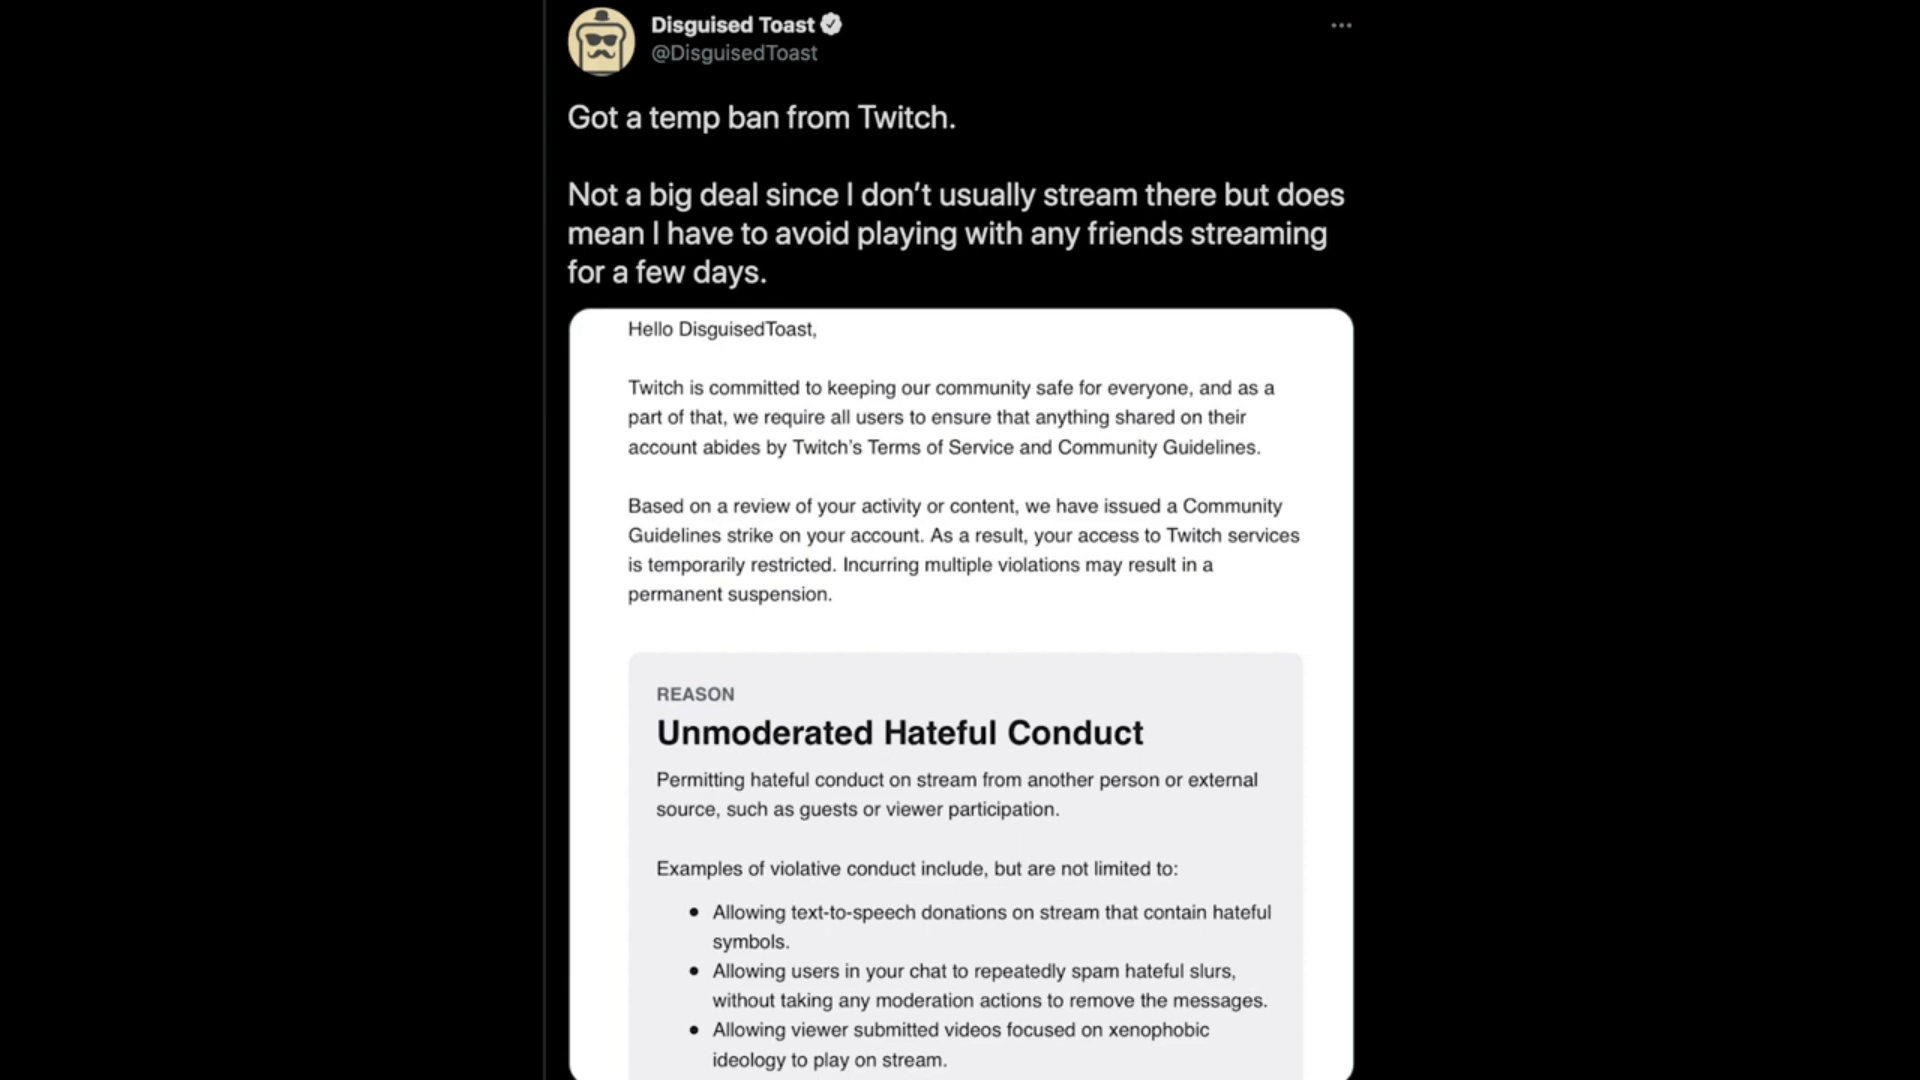 Disguised Toast
@DisguisedToast
Got a temp ban from Twitch.
Not a big deal since I don’t usually stream there but does
mean I have to avoid playing with any friends streaming
for a few days.
Hello DisguisedToast,
Twitch is committed to keeping our community safe for everyone, and as a
part of that, we require all users to ensure that anything shared on their
account abides by Twitch’s Terms of Service and Community Guidelines.
Based on a review of your activity or content, we have issued a Community
Guidelines strike on your account. As a result, your access to Twitch services
is temporarily restricted. Incurring multiple violations may result in a
permanent suspension.
REASON
Unmoderated Hateful Conduct
Permitting hateful conduct on stream from another person or external
source, such as guests or viewer participation.
Examples of violative conduct include, but are not limited to:
• Allowing text-to-speech donations on stream that contain hateful
symbols.
• Allowing users in your chat to repeatedly spam hateful slurs,
without taking any moderation actions to remove the messages.
• Allowing viewer submitted videos focused on xenophobic
ideology to play on stream.